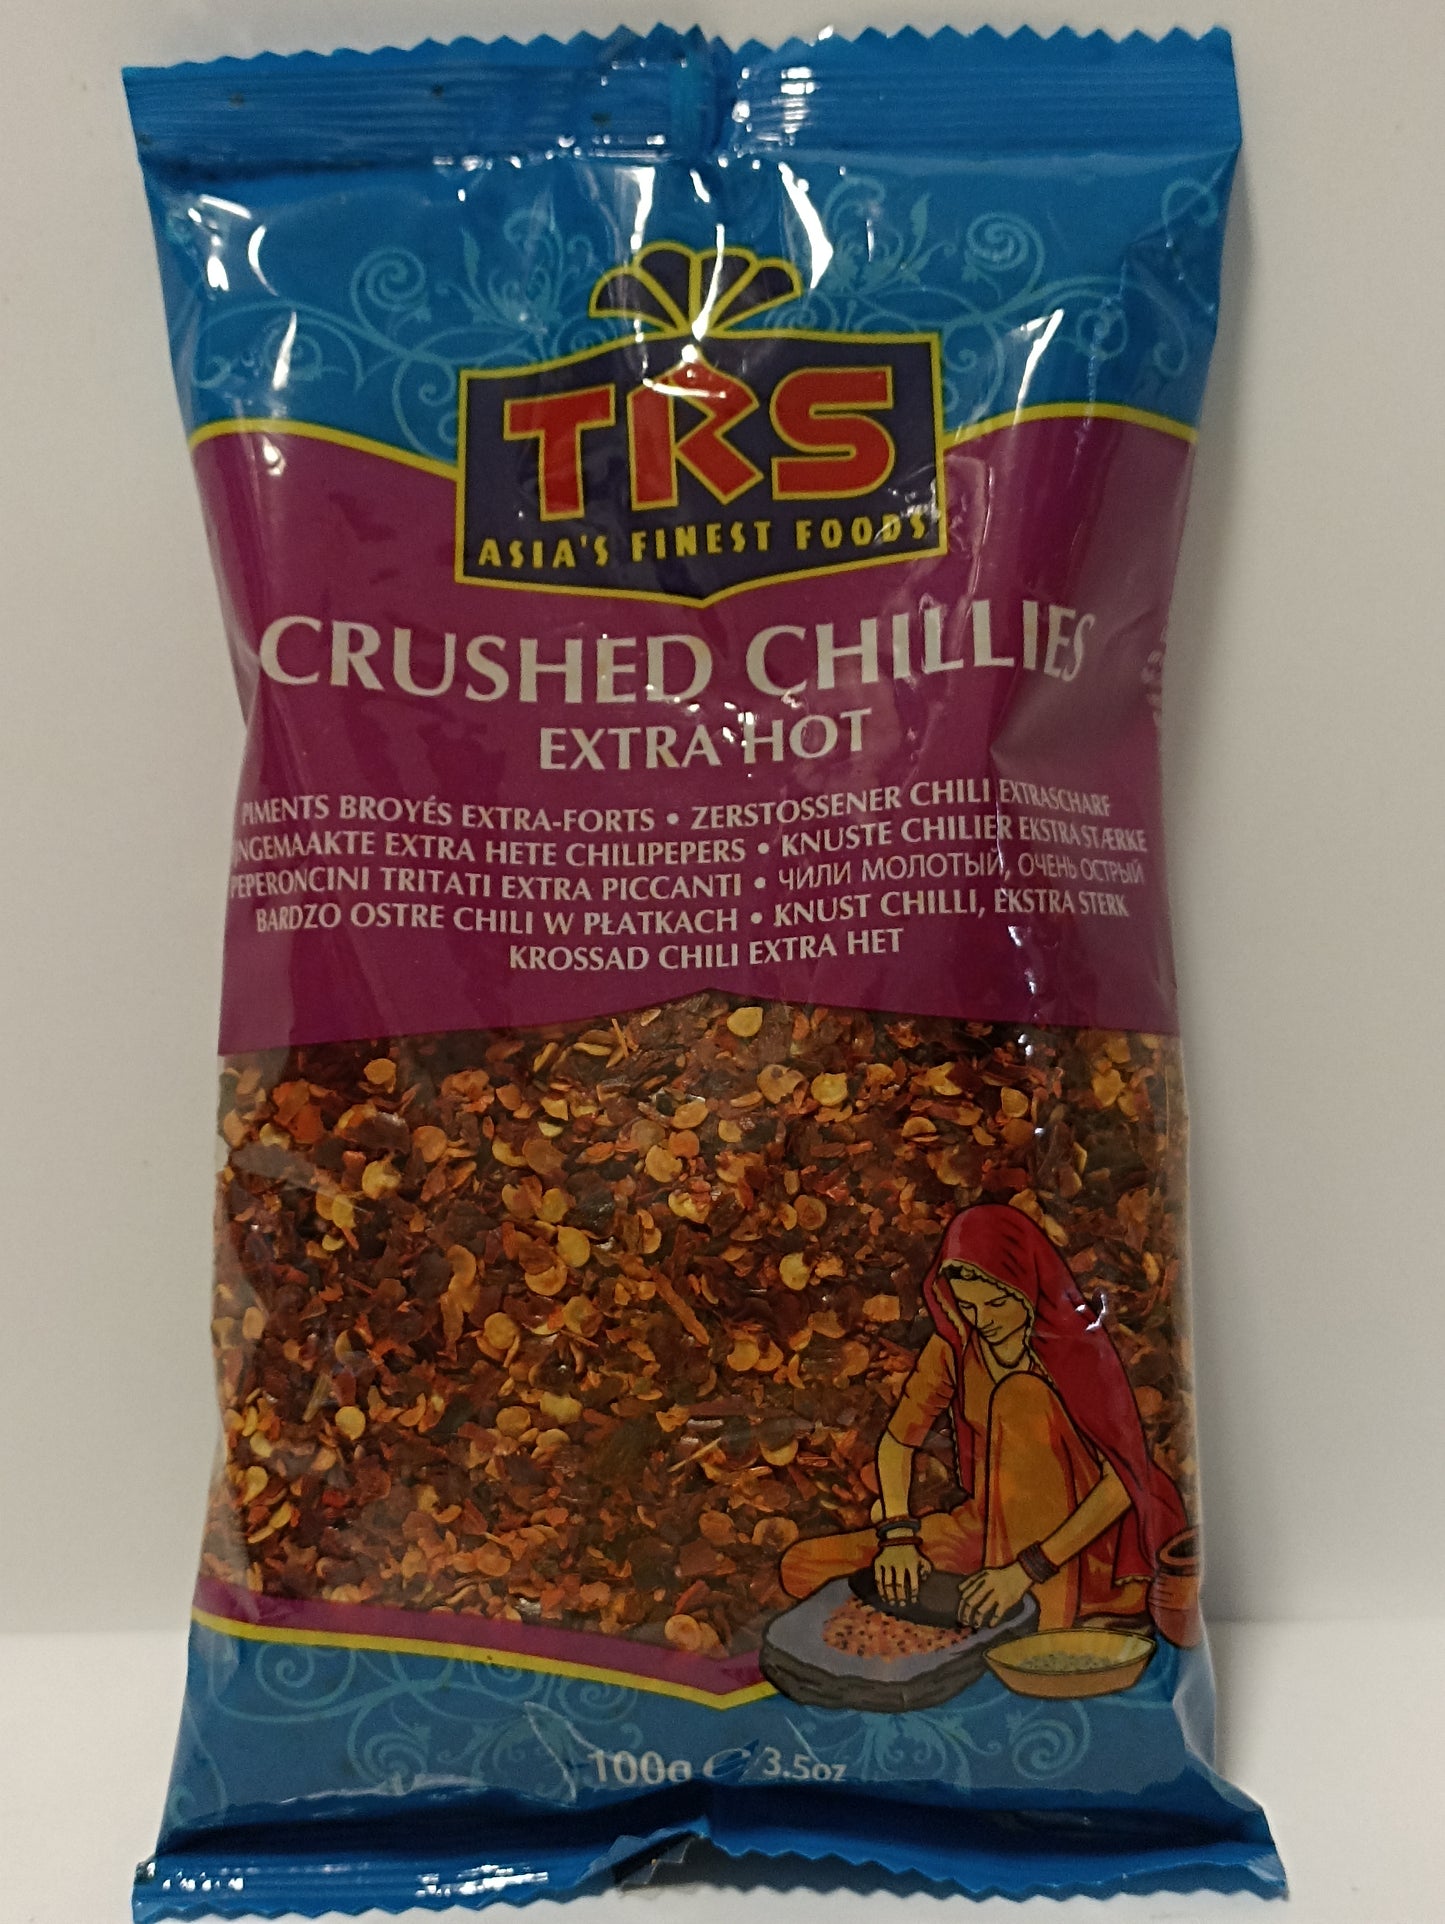 TRS
ASIA'S FINEST FOODS
CRUSHED CHILLIES
EXTRA HOT
PIMENTS BROYÉS EXTRA-FORTS • ZERSTOSSENER CHILI EXTRASCHARF
EXTRA HETE CHILIPEPERS • KNUSTE CHILIER EKSTRA STÆRKE
PEPERONCINI TRITATI EXTRA PICCANTI • ЧИЛИ МОЛОТЫЙ, ОЧЕНЬ ОСТРЫЙ
BARDZO OSTRE CHILI W PŁATKACH • KNUST CHILLI, EKSTRA STERK
KROSSAD CHILI EXTRA HET
100g e 3.5oz